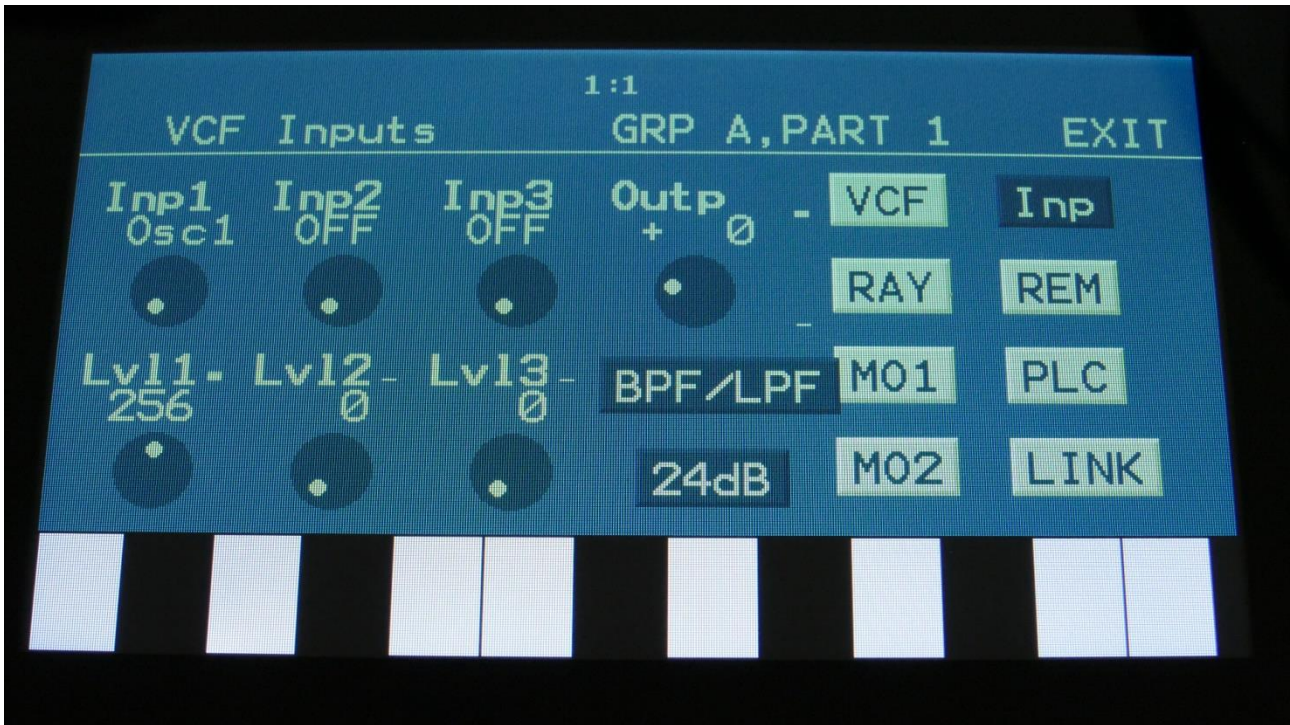 1:1
VCF Inputs GRP A,PART 1 EXIT
Inp1 Inp2 Inp3 Outp VCF Inp
Osc1 OFF OFF + 0
RAY REM
Lvl1 Lvl2 Lvl3 BPF/LPF MO1 PLC
256 0 0
24dB MO2 LINK